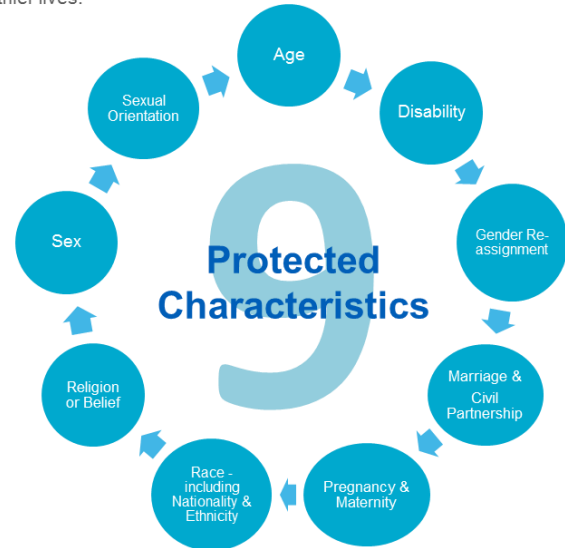 lives.
Age
Disability
Gender Re-
assignment
Marriage &
Civil
Partnership
Pregnancy &
Maternity
Race -
including
Nationality &
Ethnicity
Religion
or Belief
Sex
Sexual
Orientation
9
Protected
Characteristics